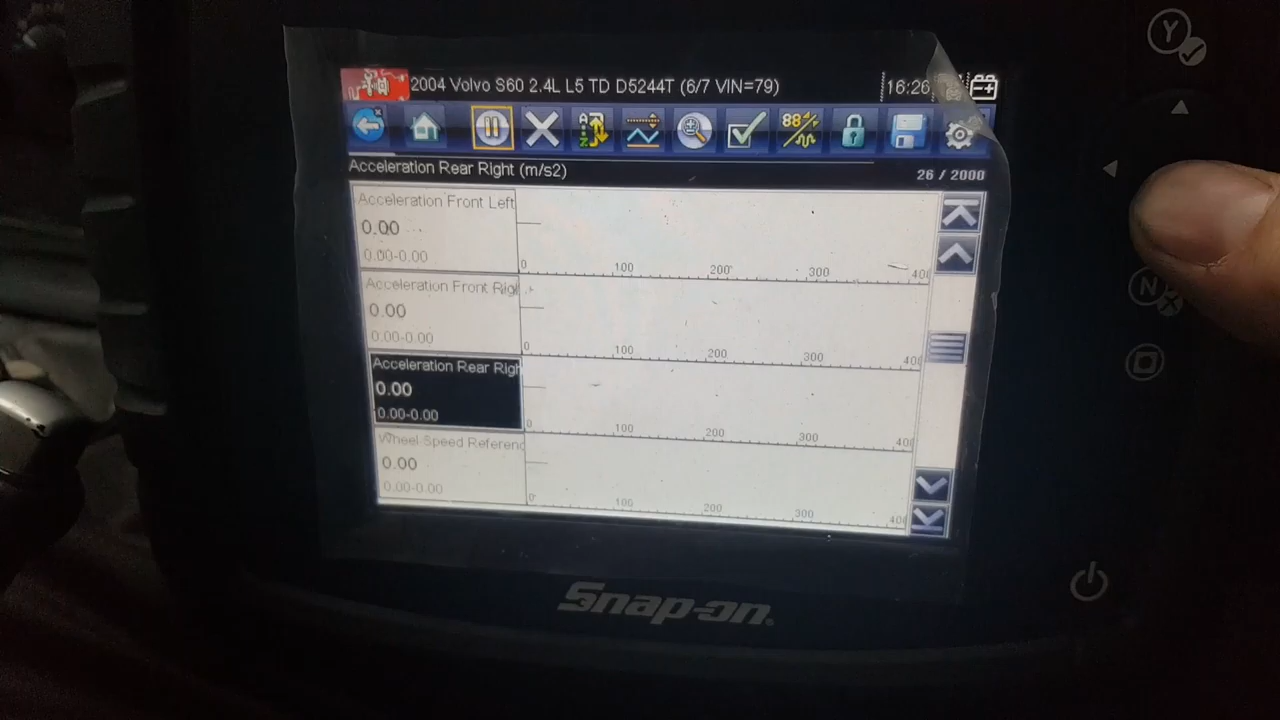 2004 Volvo S60 2.4L L5 TD D5244T (6/7 VIN=79)
16:26
Acceleration Rear Right (m/s2)
26 / 2000
Acceleration Front Left
0.00
0.00-0.00
0 100 200 300 400
Acceleration Front Righ
0.00
0.00-0.00
0 100 200 300 400
Acceleration Rear Righ
0.00
0.00-0.00
0 100 200 300 400
Wheel Speed Referenc
0.00
0.00-0.00
0 100 200 300 400
Snap-on
Y
N